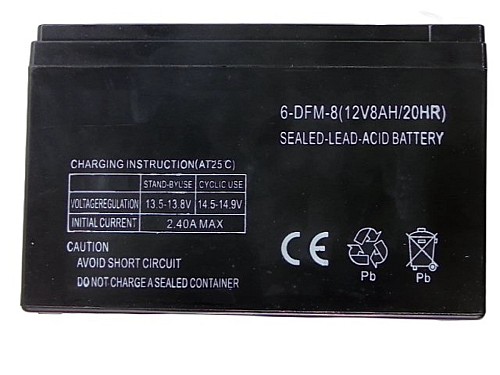 6-DFM-8(12V8AH/20HR)
SEALED-LEAD-ACID BATTERY
CHARGING INSTRUCTION(AT25℃)
STAND-BYUSE CYCLIC USE
VOLTAGEREGULATION 13.5-13.8V 14.5-14.9V
INITIAL CURRENT 2.40A MAX
CAUTION
AVOID SHORT CIRCUIT
DO NOT CHARGE A SEALED CONTAINER
CE
Pb
Pb